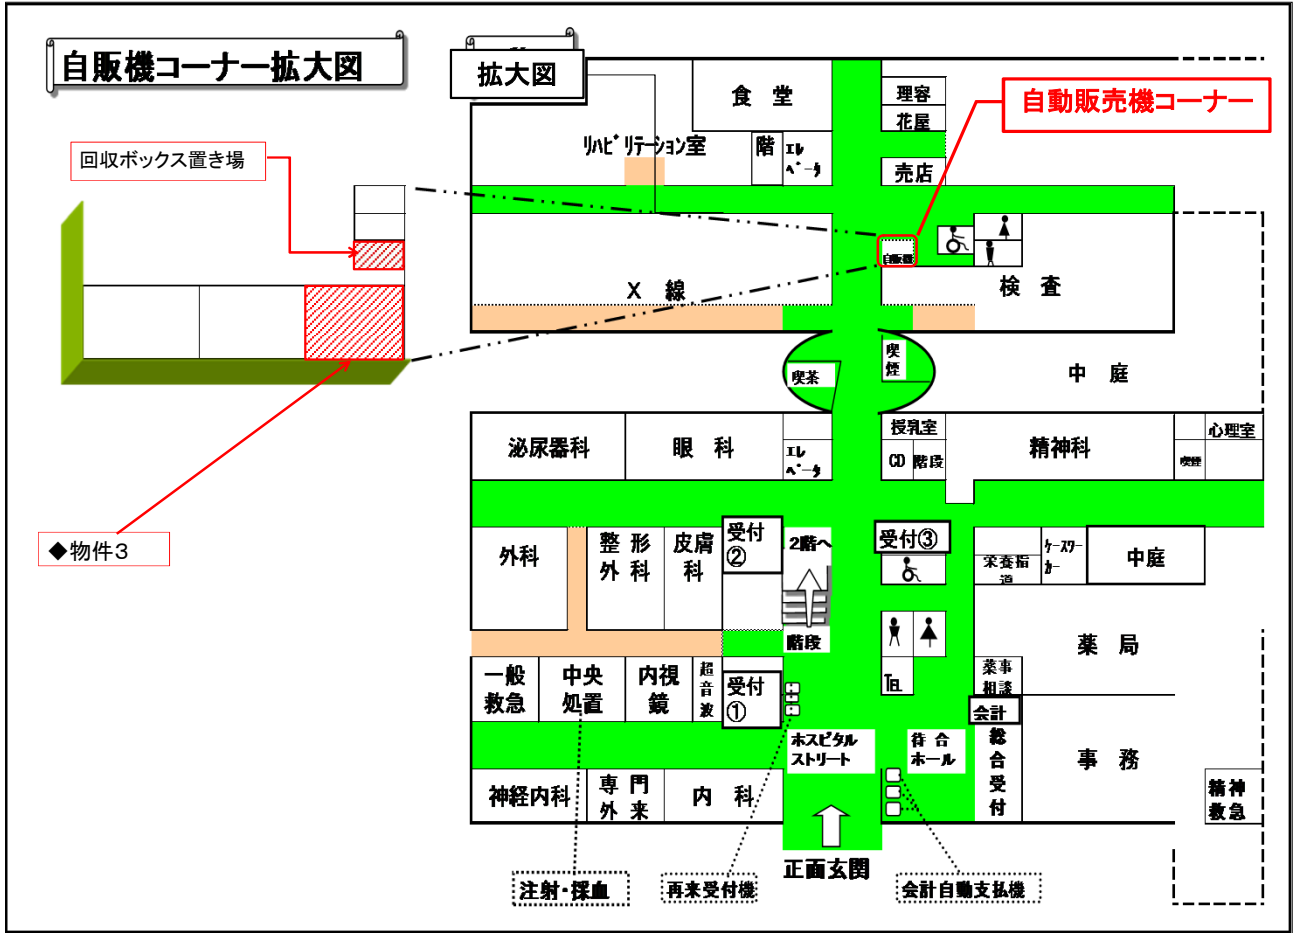 自販機コーナー拡大図
拡大図
自動販売機コーナー
回収ボックス置き場
◆物件3
食 堂
理容
花屋
売店
リハビリテーション室
階
エレ
ベータ
自販機
X 線
検 査
喫茶
喫
煙
中 庭
泌尿器科
眼 科
エレ
ベータ
授乳室
CD
階段
精神科
心理室
喫煙
外科
整 形
外 科
皮膚
科
受付
②
2階へ
階段
受付③
栄養指
道
ケースワー
カー
中庭
薬 局
一般
救急
中央
処置
内視
鏡
超
音
波
受付
①
TEL
薬事
相談
会計
総
合
受
付
事 務
ホスピタル
ストリート
待 合
ホール
神経内科
専 門
外 来
内 科
精神
救急
正面玄関
注射・採血
再来受付機
会計自動支払機